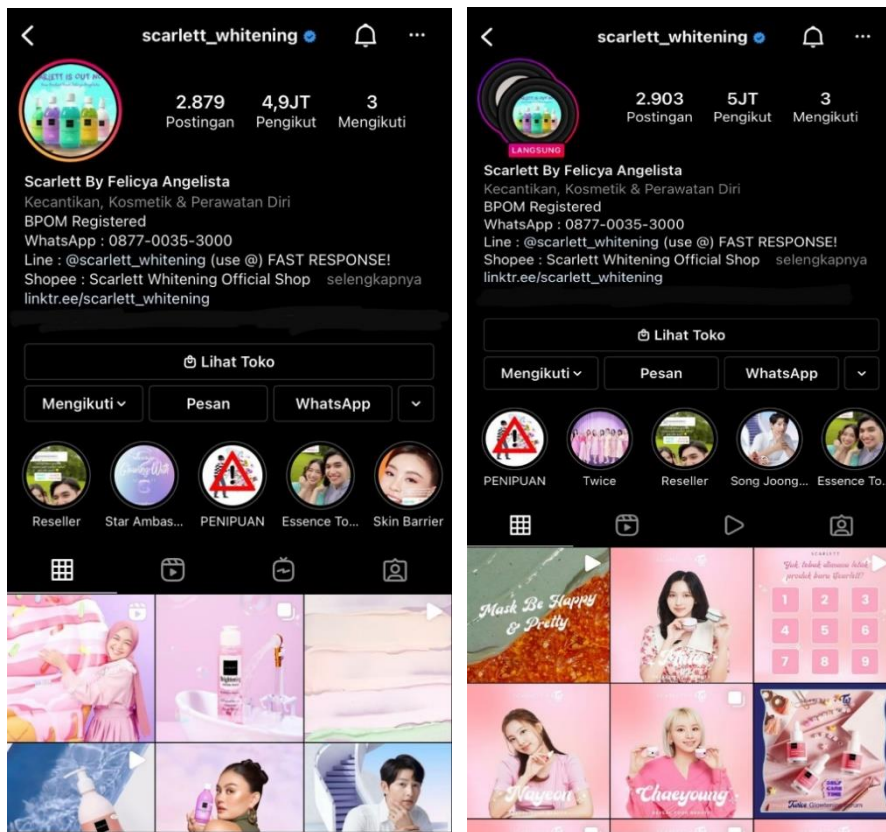 scarlett_whitening
2.879
4,9JT
3
Postingan
Pengikut
Mengikuti
Scarlett By Felicya Angelista
Kecantikan, Kosmetik & Perawatan Diri
BPOM Registered
WhatsApp : 0877-0035-3000
Line : @scarlett_whitening (use @) FAST RESPONSE!
Shopee : Scarlett Whitening Official Shop selengkapnya
linktr.ee/scarlett_whitening
Lihat Toko
Mengikuti
Pesan
WhatsApp
Reseller
Star Ambas...
PENIPUAN
Essence To...
Skin Barrier
scarlett_whitening
2.903
5JT
3
Postingan
Pengikut
Mengikuti
LANGSUNG
Scarlett By Felicya Angelista
Kecantikan, Kosmetik & Perawatan Diri
BPOM Registered
WhatsApp : 0877-0035-3000
Line : @scarlett_whitening (use @) FAST RESPONSE!
Shopee : Scarlett Whitening Official Shop selengkapnya
linktr.ee/scarlett_whitening
Lihat Toko
Mengikuti
Pesan
WhatsApp
PENIPUAN
Twice
Reseller
Song Joong...
Essence To.
Mask Be Happy
& Pretty
SCARLETT
Yuk, tebak dimana letak
produk baru Scarlett?
1 2 3
4 5 6
7 8 9
Nayeon
Chaeyoung